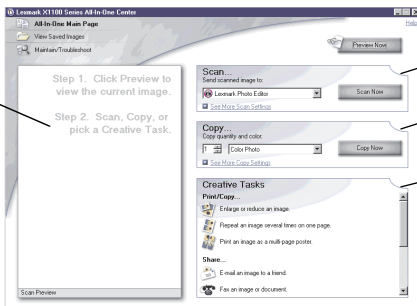 Lexmark X1100 Series All-In-One Center
All-In-One Main Page
Help
View Saved Images
Maintain/Troubleshoot
Preview Now
Step 1. Click Preview to
view the current image.
Step 2. Scan, Copy, or
pick a Creative Task.
Scan Preview
Scan...
Send scanned image to:
Lexmark Photo Editor
Scan Now
See More Scan Settings
Copy...
Copy quantity and color.
1
Color Photo
Copy Now
See More Copy Settings
Creative Tasks
Print/Copy...
Enlarge or reduce an image.
Repeat an image several times on one page.
Print an image as a multi-page poster.
Share...
E-mail an image to a friend.
Fax an image or document.